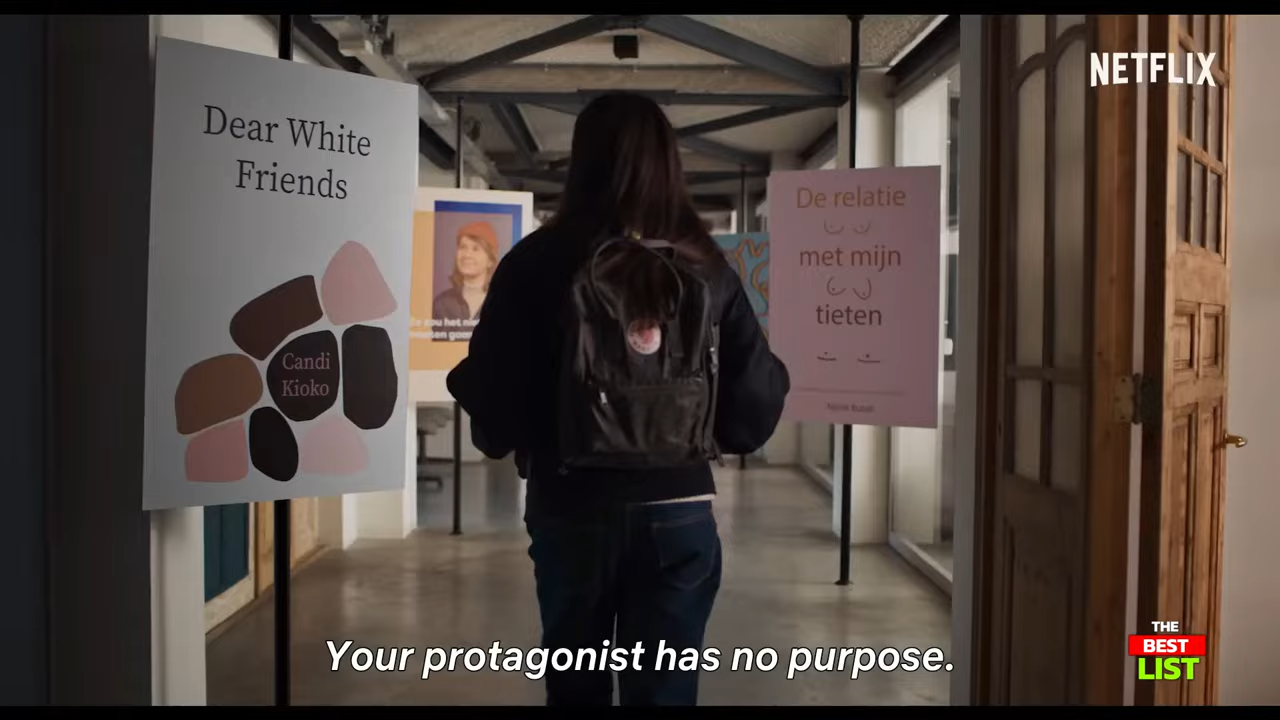 NETFLIX
Dear White
Friends
Candi
Kioko
De relatie
met mijn
tieten
Your protagonist has no purpose.
THE
BEST
LIST